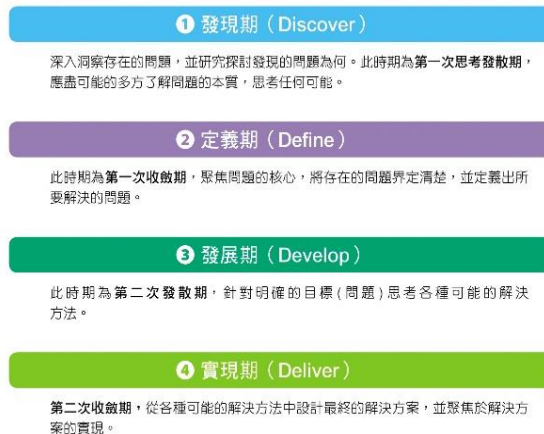 ❶ 發現期（Discover）
深入洞察存在的問題，並研究探討發現的問題為何。此時期為第一次思考發散期，
應盡可能的多方了解問題的本質，思考任何可能。
❷ 定義期（Define）
此時期為第一次收斂期，聚焦問題的核心，將存在的問題界定清楚，並定義出所
要解決的問題。
❸ 發展期（Develop）
此時期為第二次發散期，針對明確的目標(問題)思考各種可能的解決
方法。
❹ 實現期（Deliver）
第二次收斂期，從各種可能的解決方法中設計最終的解決方案，並聚焦於解決方
案的實現。